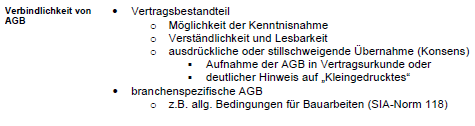 Verbindlichkeit von AGB
• Vertragsbestandteil
o Möglichkeit der Kenntnisnahme
o Verständlichkeit und Lesbarkeit
o ausdrückliche oder stillschweigende Übernahme (Konsens)
▪ Aufnahme der AGB in Vertragsurkunde oder
▪ deutlicher Hinweis auf „Kleingedrucktes“
• branchenspezifische AGB
o z.B. allg. Bedingungen für Bauarbeiten (SIA-Norm 118)